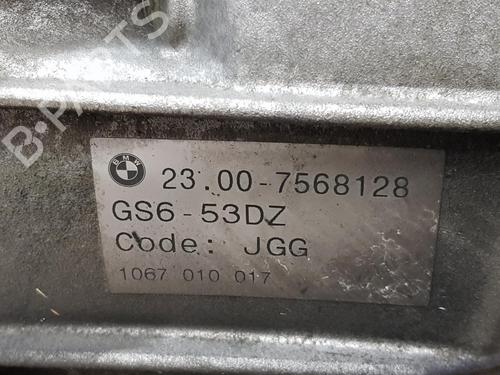 B-PARTS
BMW
23.00-7568128
GS6-53DZ
Code: JGG
1067 010 017